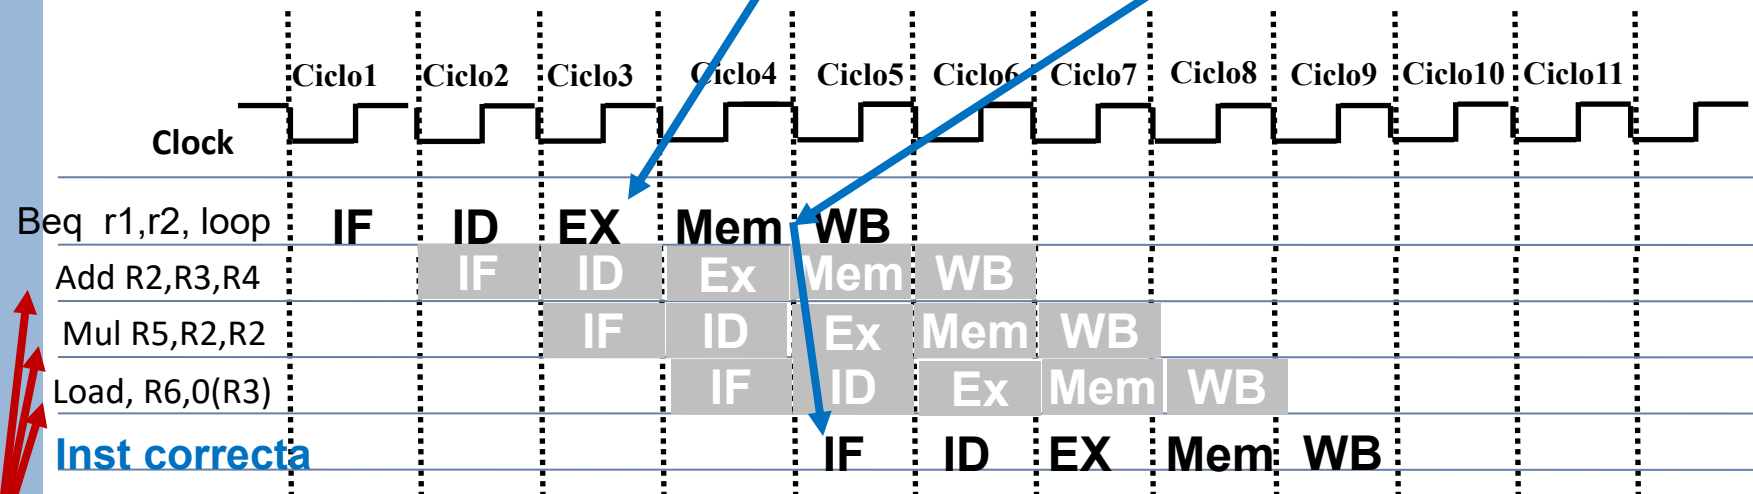 Ciclo1 Ciclo2 Ciclo3 Ciclo4 Ciclo5 Ciclo6 Ciclo7 Ciclo8 Ciclo9 Ciclo10 Ciclo11
Clock
Beq r1,r2, loop IF ID EX Mem WB
Add R2,R3,R4 IF ID Ex Mem WB
Mul R5,R2,R2 IF ID Ex Mem WB
Load, R6,0(R3) IF ID Ex Mem WB
Inst correcta IF ID EX Mem WB